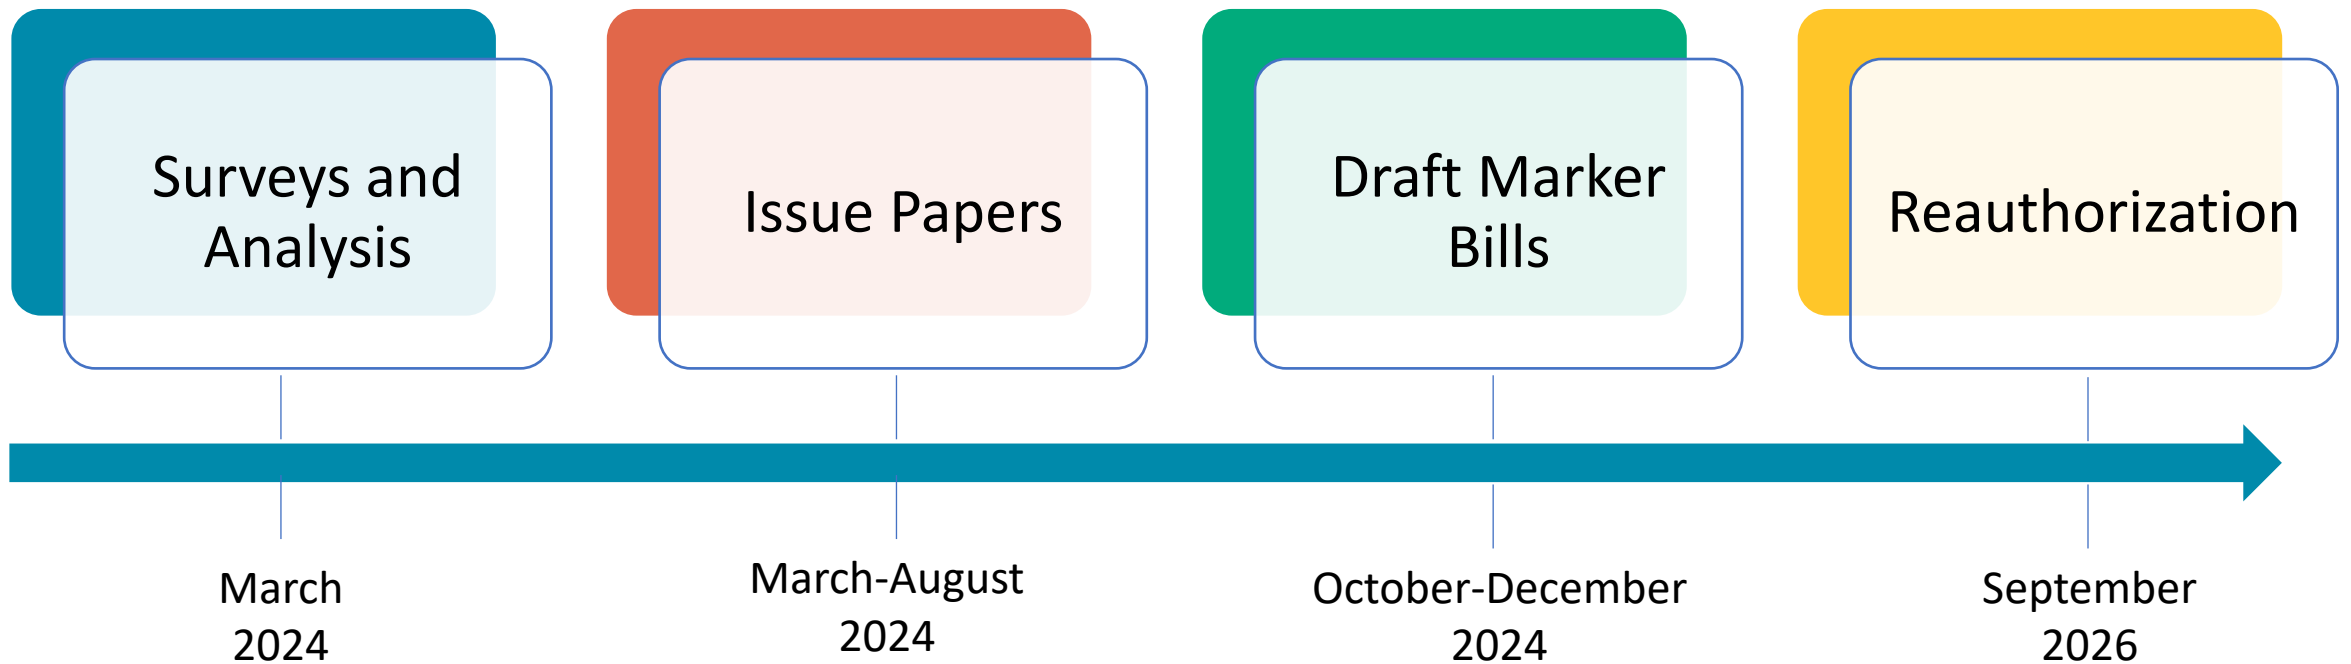 Surveys and
Analysis
Issue Papers
Draft Marker
Bills
Reauthorization
March
2024
March-August
2024
October-December
2024
September
2026